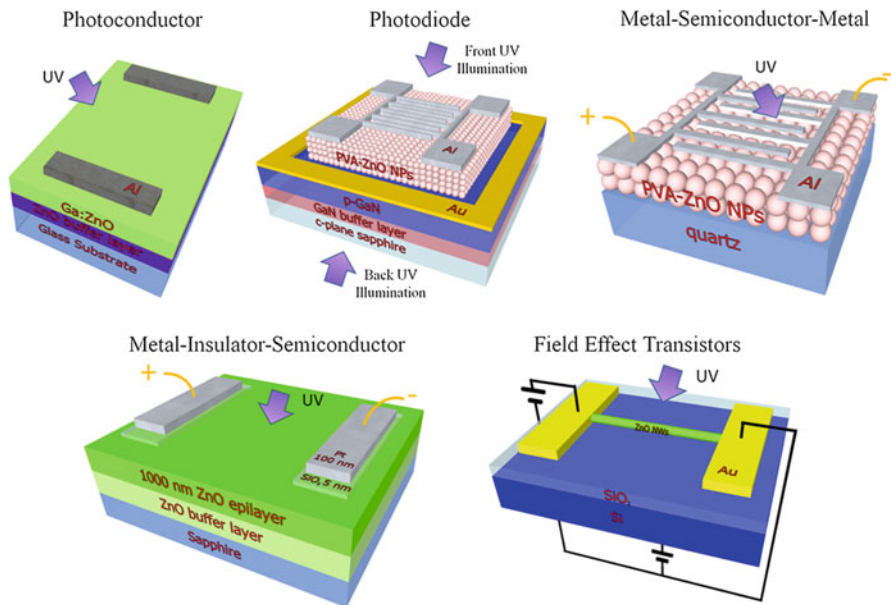 Photoconductor
UV
Al
Ga:ZnO
ZnO buffer layer
Glass Substrate
Photodiode
Front UV
Illumination
Al
PVA-ZnO NPs
Au
p-GaN
GaN buffer layer
c-plane sapphire
Back UV
Illumination
Metal-Semiconductor-Metal
UV
+
-
Al
PVA-ZnO NPs
quartz
Metal-Insulator-Semiconductor
+
UV
-
Pt
100 nm
SiO₂ 5 nm
1000 nm ZnO epilayer
ZnO buffer layer
Sapphire
Field Effect Transistors
UV
ZnO NWs
Au
SiO₂
Si